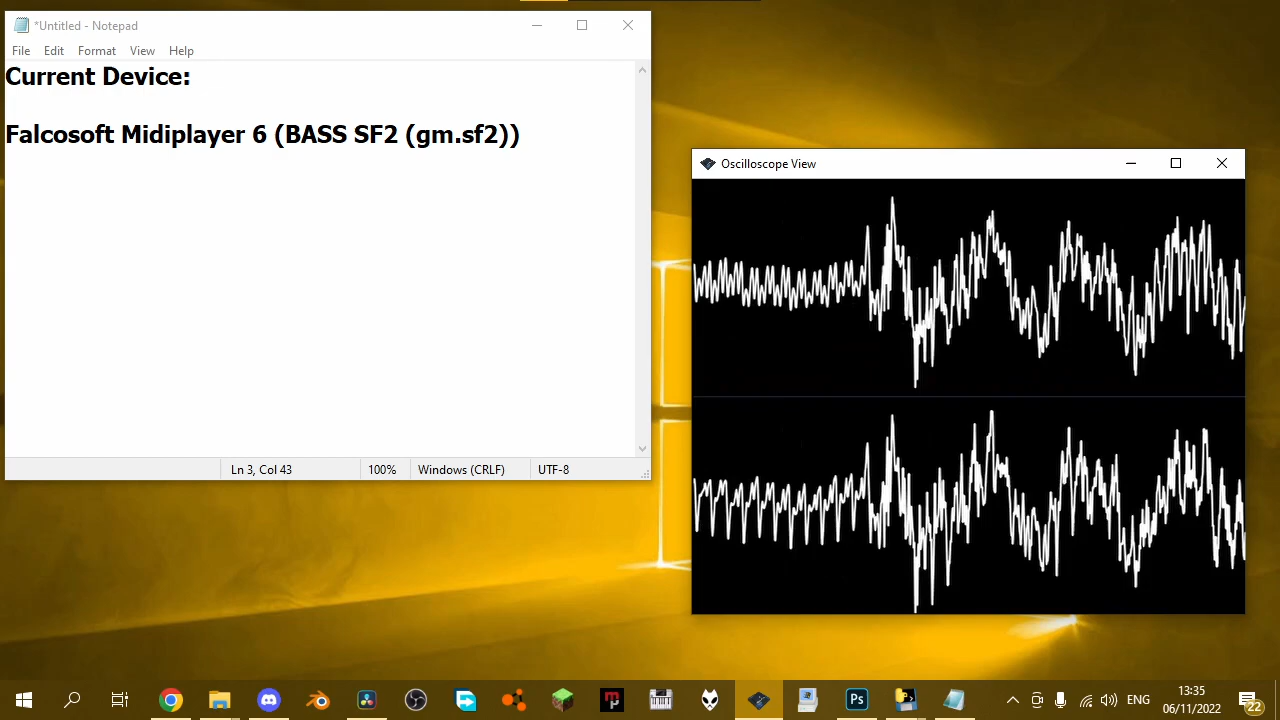 *Untitled - Notepad
File Edit Format View Help
Current Device:
Falcosoft Midiplayer 6 (BASS SF2 (gm.sf2))
Ln 3, Col 43 100% Windows (CRLF) UTF-8
Oscilloscope View
Ps
ENG
13:35
06/11/2022
22